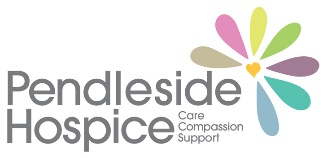 Pendleside
Hospice
Care
Compassion
Support